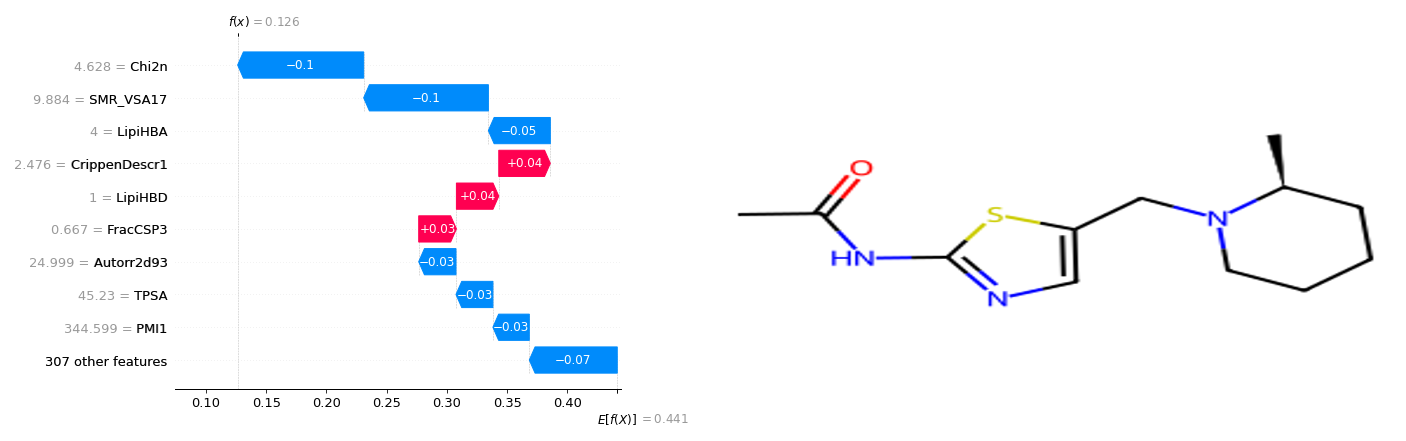 f(x) = 0.126
4.628 = Chi2n
−0.1
9.884 = SMR_VSA17
−0.1
4 = LipiHBA
−0.05
2.476 = CrippenDescr1
+0.04
1 = LipiHBD
+0.04
0.667 = FracCSP3
+0.03
24.999 = Autorr2d93
−0.03
45.23 = TPSA
−0.03
344.599 = PMI1
−0.03
307 other features
−0.07
0.10 0.15 0.20 0.25 0.30 0.35 0.40
E[f(X)] = 0.441
O
S
N
HN
N